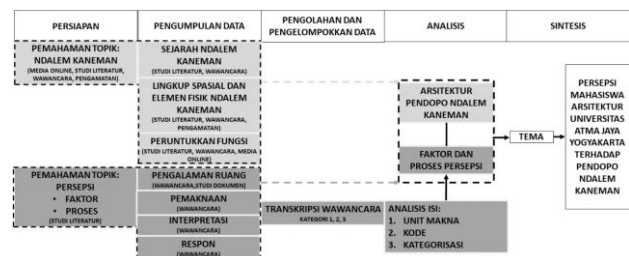 PERSIAPAN
PENGUMPULAN DATA
PENGOLAHAN DAN
PENGELOMPOKKAN DATA
ANALISIS
SINTESIS
PEMAHAMAN TOPIK:
NDALEM KANEMAN
(MEDIA ONLINE, STUDI LITERATUR,
WAWANCARA, PENGAMATAN)
SEJARAH NDALEM
KANEMAN
(STUDI LITERATUR, WAWANCARA)
LINGKUP SPASIAL DAN
ELEMEN FISIK NDALEM
KANEMAN
(STUDI LITERATUR, WAWANCARA,
PENGAMATAN)
PERUNTUKKAN FUNGSI
(STUDI LITERATUR, WAWANCARA, MEDIA
ONLINE)
PEMAHAMAN TOPIK:
PERSEPSI
• FAKTOR
• PROSES
(STUDI LITERATUR)
PENGALAMAN RUANG
(WAWANCARA,STUDI DOKUMEN)
PEMAKNAAN
(WAWANCARA)
INTERPRETASI
(WAWANCARA)
RESPON
(WAWANCARA)
TRANSKRIPSI WAWANCARA
KATEGORI 1, 2, 3
ARSITEKTUR
PENDOPO NDALEM
KANEMAN
FAKTOR DAN
PROSES PERSEPSI
ANALISIS ISI:
1. UNIT MAKNA
2. KODE
3. KATEGORISASI
TEMA
PERSEPSI
MAHASISWA
ARSITEKTUR
UNIVERSITAS
ATMA JAYA
YOGYAKARTA
TERHADAP
PENDOPO
NDALEM
KANEMAN